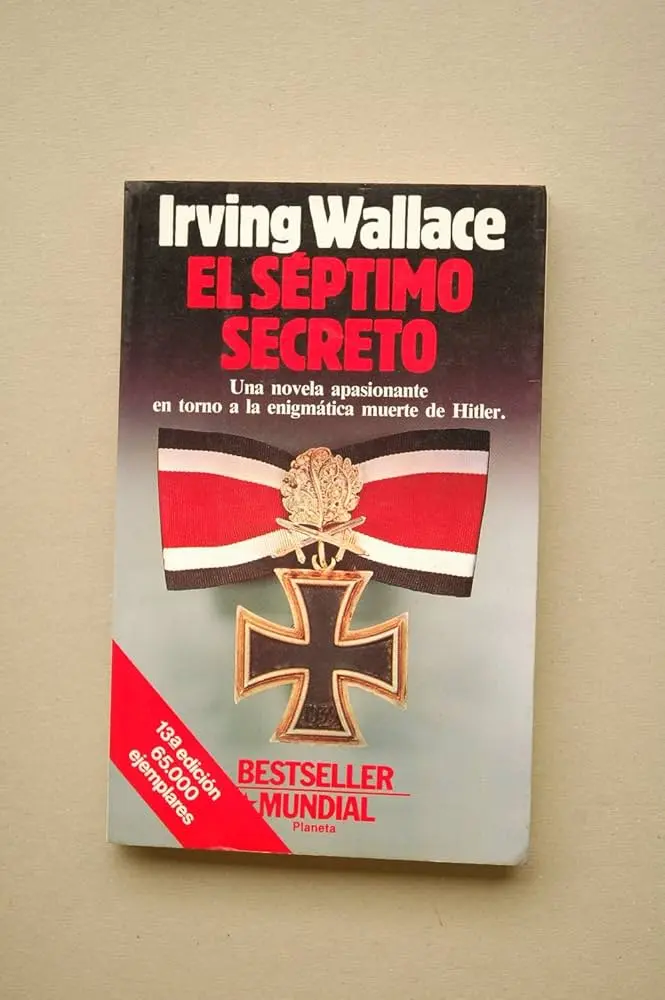 Irving Wallace
EL SÉPTIMO
SECRETO
Una novela apasionante
en torno a la enigmática muerte de Hitler.
13a edición
65.000
ejemplares
BESTSELLER
MUNDIAL
Planeta